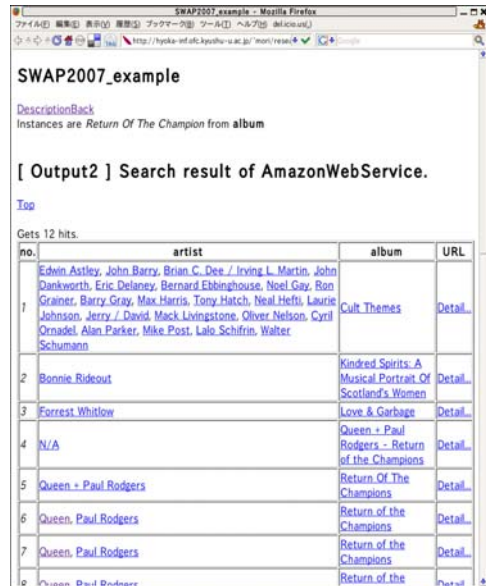 SWAP2007_example - Mozilla Firefox
ファイル(F) 編集(E) 表示(V) 履歴(S) ブックマーク(B) ツール(T) ヘルプ(H) del.icio.us(.)
SWAP2007_example
DescriptionBack
Instances are Return Of The Champion from album
[ Output2 ] Search result of AmazonWebService.
Top
Gets 12 hits.
no. artist album URL
Edwin Astley, John Barry, Brian C. Dee / Irving L. Martin, John
Dankworth, Eric Delaney, Bernard Ebbinghouse, Noel Gay, Ron
Grainer, Barry Gray, Max Harris, Tony Hatch, Neal Hefti, Laurie
1 Johnson, Jerry / David, Mack Livingstone, Oliver Nelson, Cyril Cult Themes Detail...
Ornadel, Alan Parker, Mike Post, Lalo Schifrin, Walter
Schumann
Kindred Spirits: A
2 Bonnie Rideout Musical Portrait Of Detail...
Scotland's Women
3 Forrest Whitlow Love & Garbage Detail...
Queen + Paul
4 N/A Rodgers - Return Detail...
of the Champions
5 Queen + Paul Rodgers Return Of The Detail...
Champions
6 Queen, Paul Rodgers Return of the Detail...
Champions
7 Queen, Paul Rodgers Return of the Detail...
Champions
8 Queen, Paul Rodgers Return of the Detail...